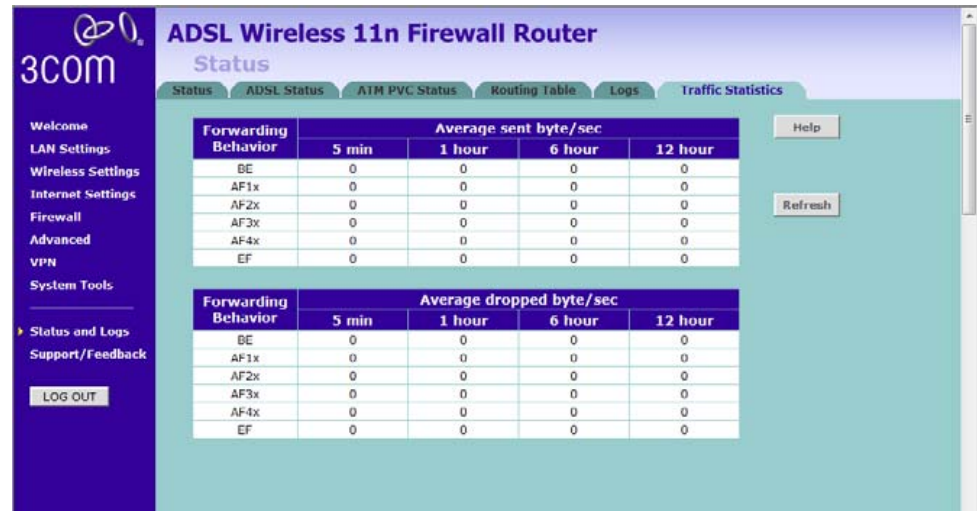 3COM
ADSL Wireless 11n Firewall Router
Status
Status ADSL Status ATM PVC Status Routing Table Logs Traffic Statistics
Welcome
LAN Settings
Wireless Settings
Internet Settings
Firewall
Advanced
VPN
System Tools
Status and Logs
Support/Feedback
LOG OUT
Forwarding Behavior Average sent byte/sec
5 min 1 hour 6 hour 12 hour
BE 0 0 0 0
AF1x 0 0 0 0
AF2x 0 0 0 0
AF3x 0 0 0 0
AF4x 0 0 0 0
EF 0 0 0 0
Forwarding Behavior Average dropped byte/sec
5 min 1 hour 6 hour 12 hour
BE 0 0 0 0
AF1x 0 0 0 0
AF2x 0 0 0 0
AF3x 0 0 0 0
AF4x 0 0 0 0
EF 0 0 0 0
Help
Refresh